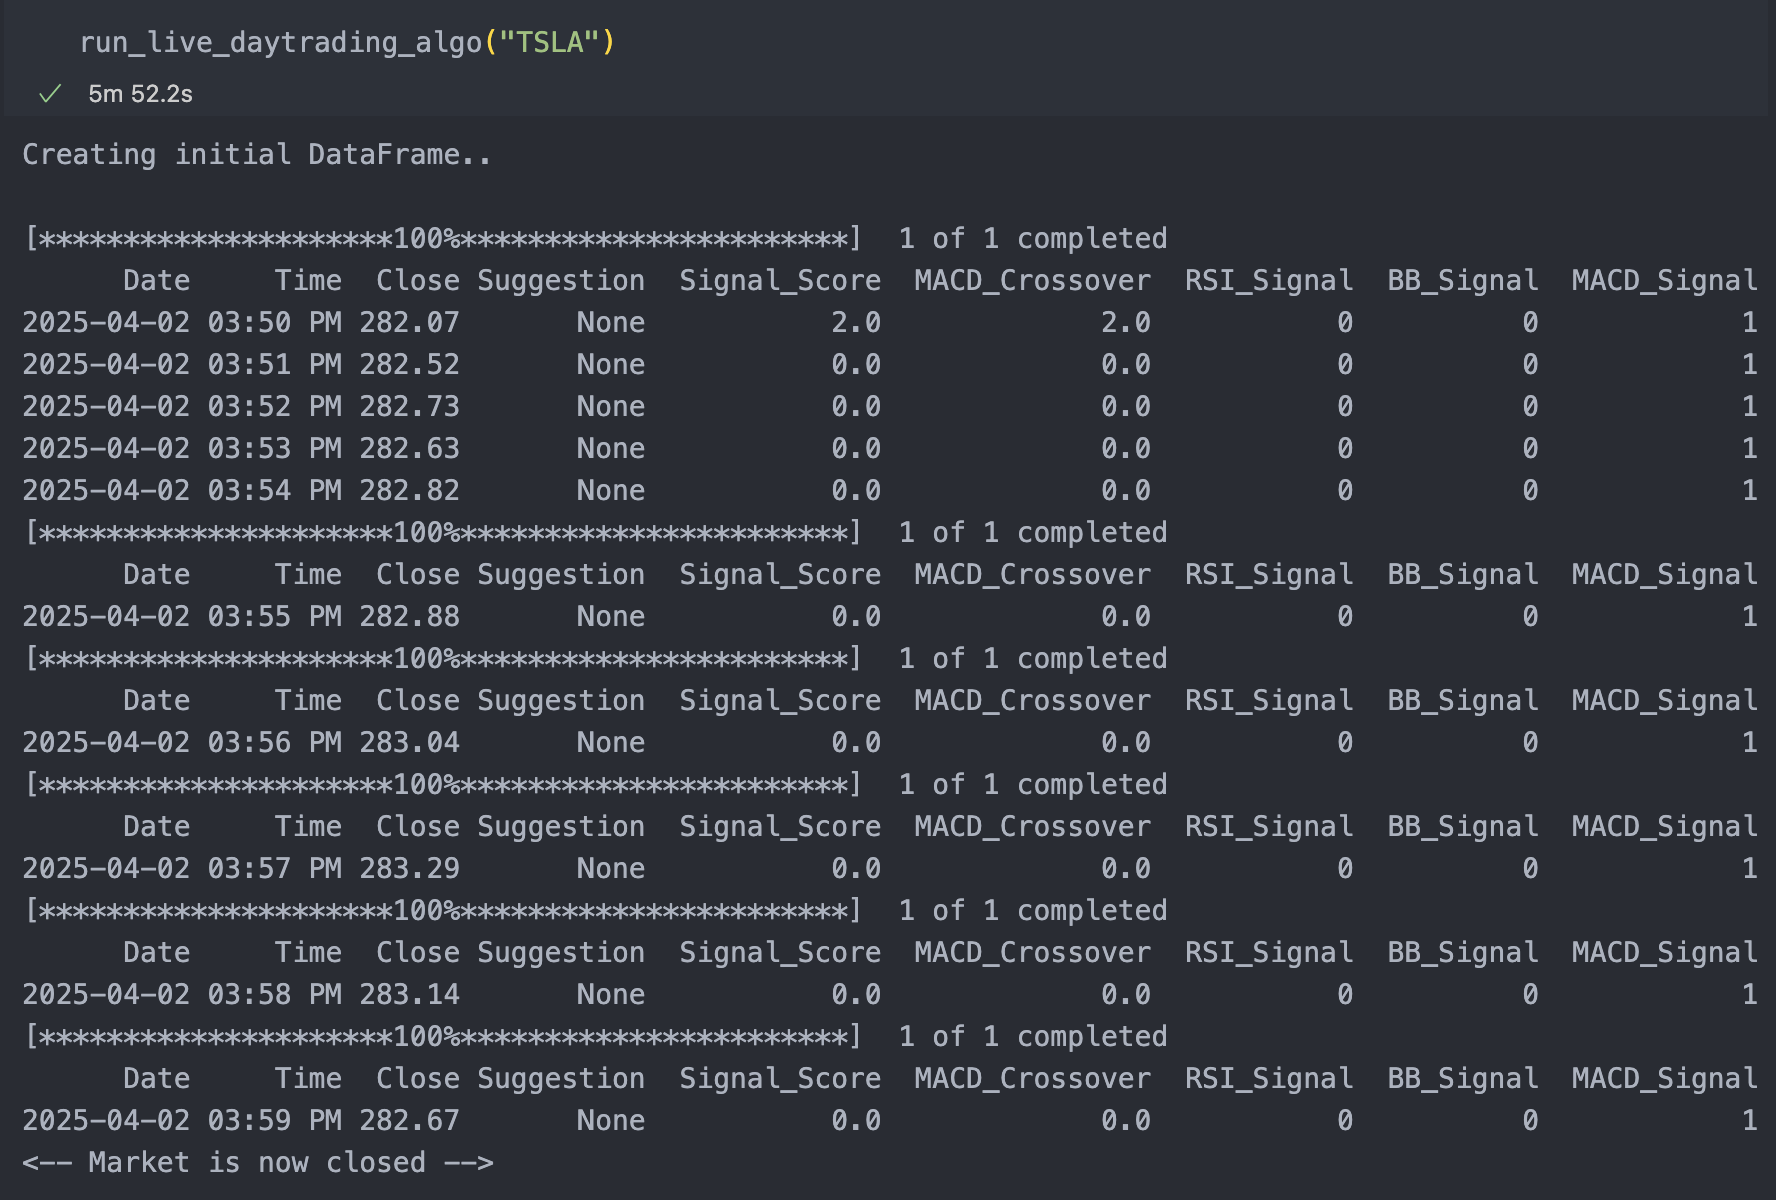 run_live_daytrading_algo("TSLA")
✓ 5m 52.2s
Creating initial DataFrame..
[*********************100%***********************]  1 of 1 completed
      Date     Time  Close Suggestion  Signal_Score  MACD_Crossover  RSI_Signal  BB_Signal  MACD_Signal
2025-04-02 03:50 PM 282.07       None           2.0             2.0           0          0            1
2025-04-02 03:51 PM 282.52       None           0.0             0.0           0          0            1
2025-04-02 03:52 PM 282.73       None           0.0             0.0           0          0            1
2025-04-02 03:53 PM 282.63       None           0.0             0.0           0          0            1
2025-04-02 03:54 PM 282.82       None           0.0             0.0           0          0            1
[*********************100%***********************]  1 of 1 completed
      Date     Time  Close Suggestion  Signal_Score  MACD_Crossover  RSI_Signal  BB_Signal  MACD_Signal
2025-04-02 03:55 PM 282.88       None           0.0             0.0           0          0            1
[*********************100%***********************]  1 of 1 completed
      Date     Time  Close Suggestion  Signal_Score  MACD_Crossover  RSI_Signal  BB_Signal  MACD_Signal
2025-04-02 03:56 PM 283.04       None           0.0             0.0           0          0            1
[*********************100%***********************]  1 of 1 completed
      Date     Time  Close Suggestion  Signal_Score  MACD_Crossover  RSI_Signal  BB_Signal  MACD_Signal
2025-04-02 03:57 PM 283.29       None           0.0             0.0           0          0            1
[*********************100%***********************]  1 of 1 completed
      Date     Time  Close Suggestion  Signal_Score  MACD_Crossover  RSI_Signal  BB_Signal  MACD_Signal
2025-04-02 03:58 PM 283.14       None           0.0             0.0           0          0            1
[*********************100%***********************]  1 of 1 completed
      Date     Time  Close Suggestion  Signal_Score  MACD_Crossover  RSI_Signal  BB_Signal  MACD_Signal
2025-04-02 03:59 PM 282.67       None           0.0             0.0           0          0            1
<-- Market is now closed -->